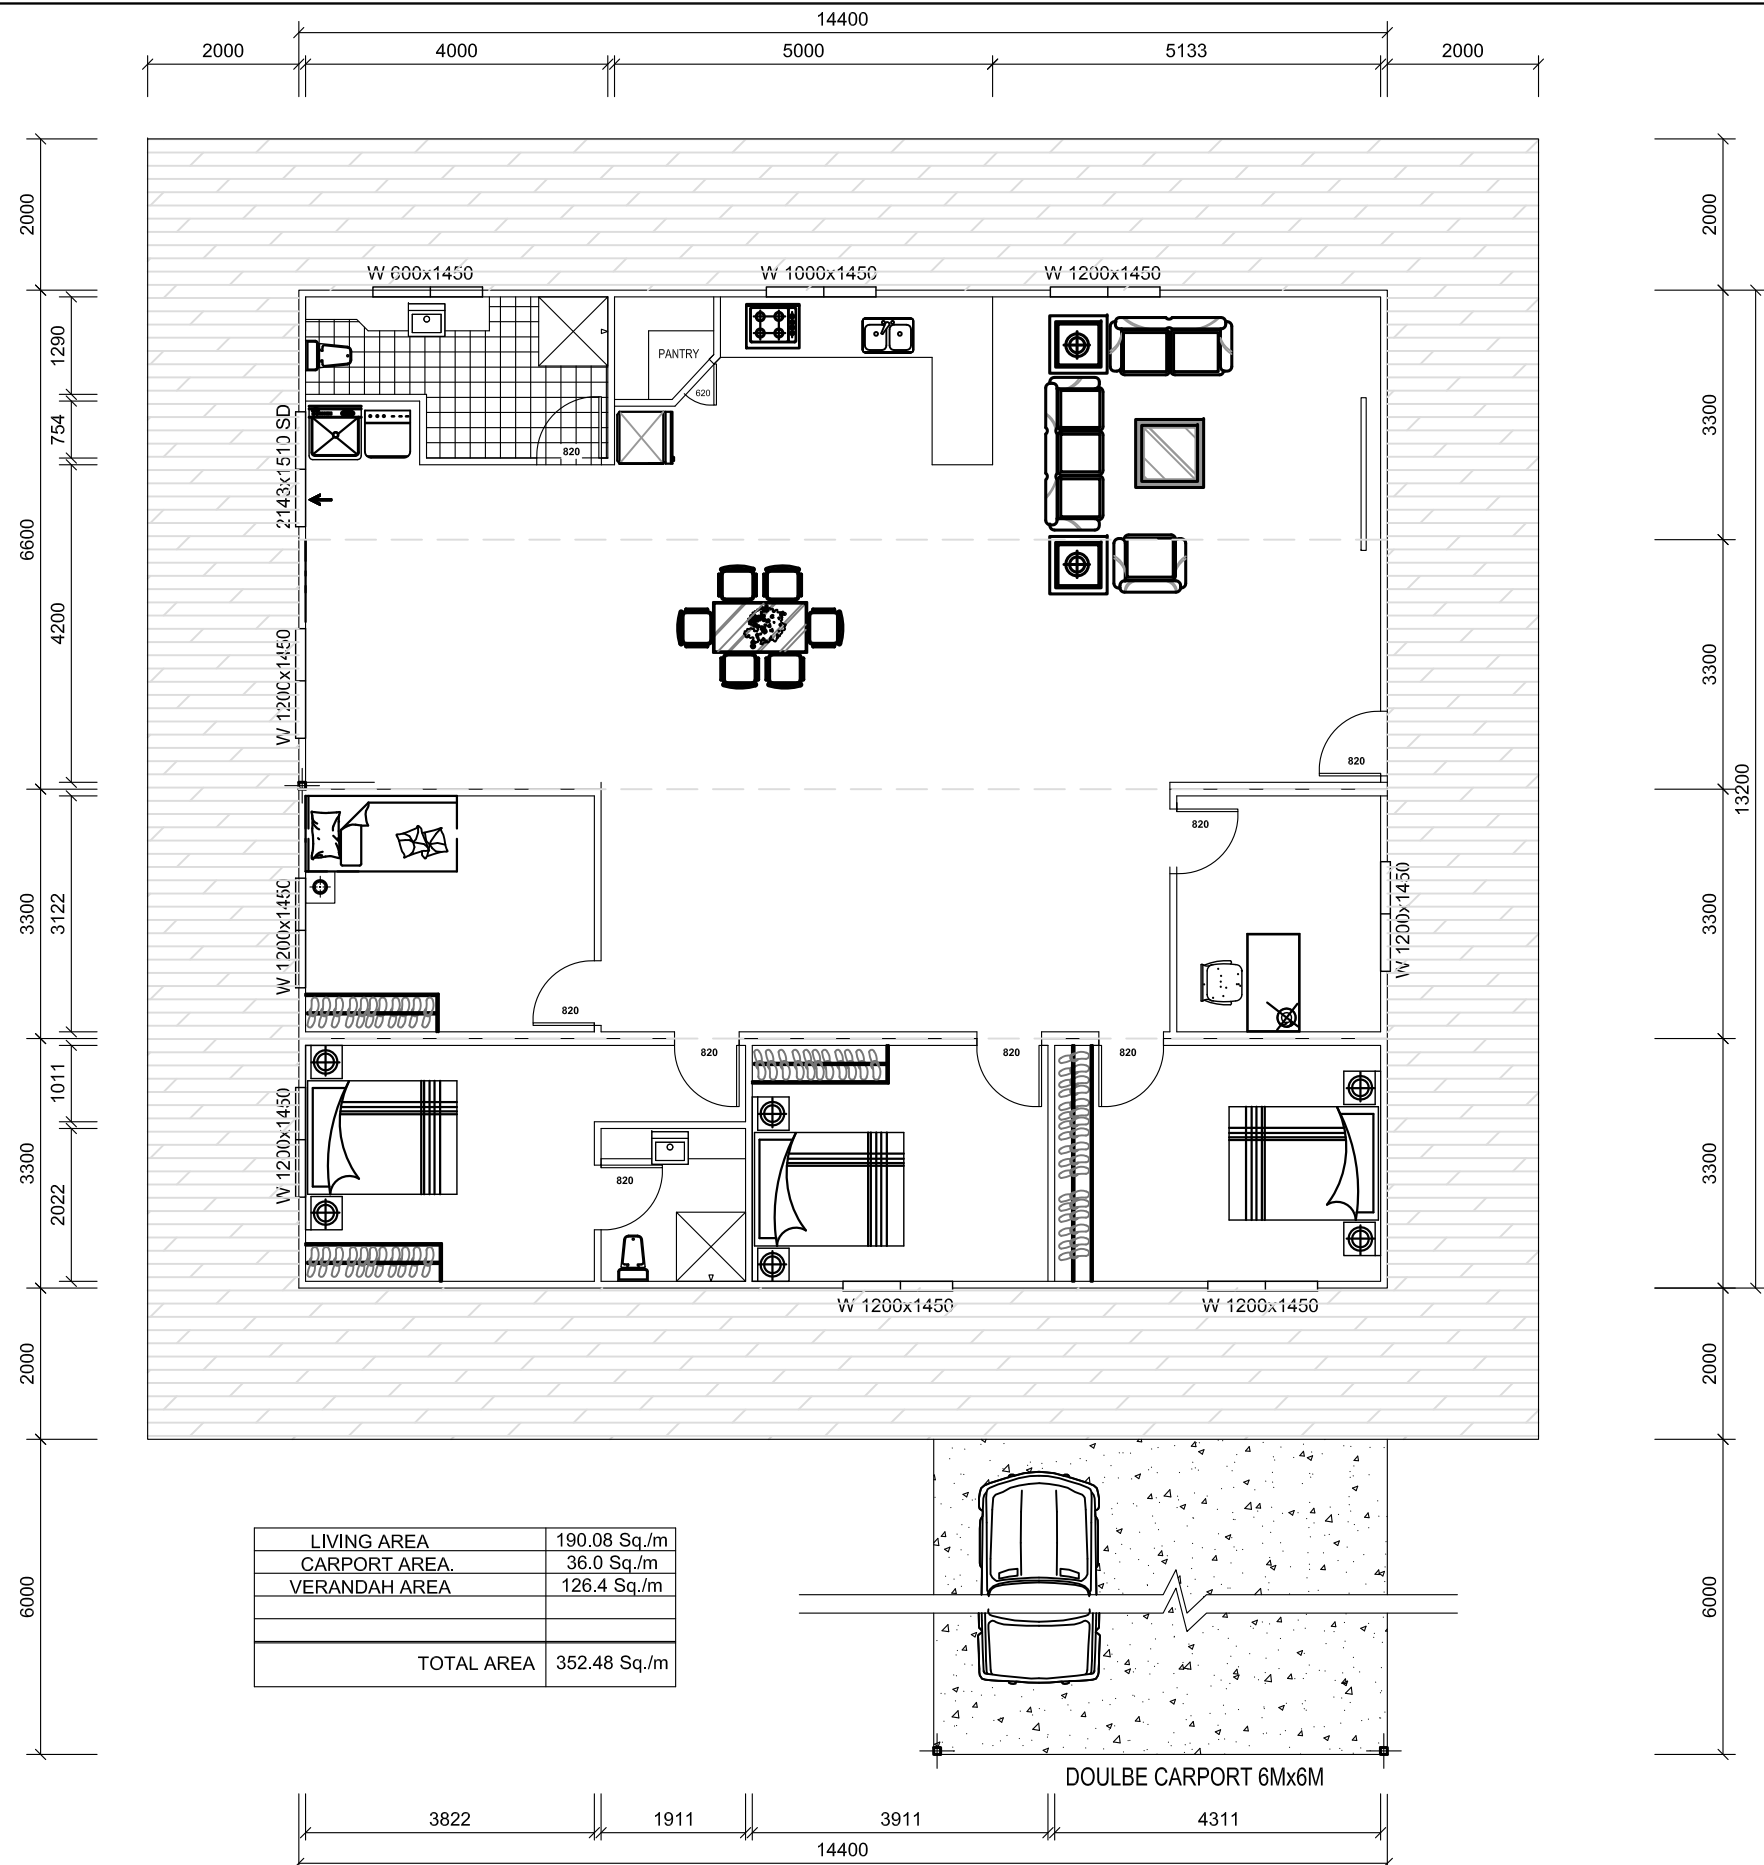 14400
2000 4000 5000 5133 2000
2000
2000
W 600x1450
W 1000x1450
W 1200x1450
1290
754
6600
4200
PANTRY
620
820
2143x1510 SD
3300
3300
W 1200x1450
820
13200
3300
3122
W 1200x1450
820
820
3300
W 1200x1450
3300
1011
2022
W 1200x1450
820
820
820
820
3300
W 1200x1450
W 1200x1450
2000
2000
LIVING AREA 190.08 Sq./m
CARPORT AREA. 36.0 Sq./m
VERANDAH AREA 126.4 Sq./m
TOTAL AREA 352.48 Sq./m
6000
6000
DOULBE CARPORT 6Mx6M
3822 1911 3911 4311
14400